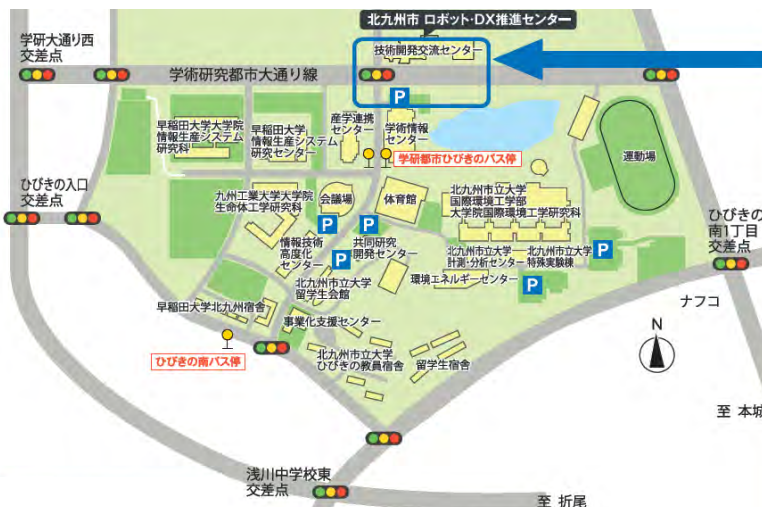 北九州市 ロボット・DX推進センター
技術開発交流センター
学研大通り西
交差点
学術研究都市大通り線
P
産学連携
センター
学術情報
センター
早稲田大学大学院
情報生産システム
研究科
早稲田大学
情報生産システム
研究センター
学研都市ひびきのバス停
運動場
ひびきの入口
交差点
九州工業大学大学院
生命体工学研究科
会議場
体育館
北九州市立大学
国際環境工学部
大学院国際環境工学研究科
ひびきの
南1丁目
交差点
P
P
共同研究
開発センター
情報技術
高度化
センター
P
北九州市立大学
計測・分析センター
北九州市立大学
特殊実験棟
P
北九州市立大学
留学生会館
環境エネルギーセンター
P
ナフコ
早稲田大学北九州宿舎
事業化支援センター
N
ひびきの南バス停
北九州市立大学
ひびきの教員宿舎
留学生宿舎
至 本城
浅川中学校東
交差点
至 折尾